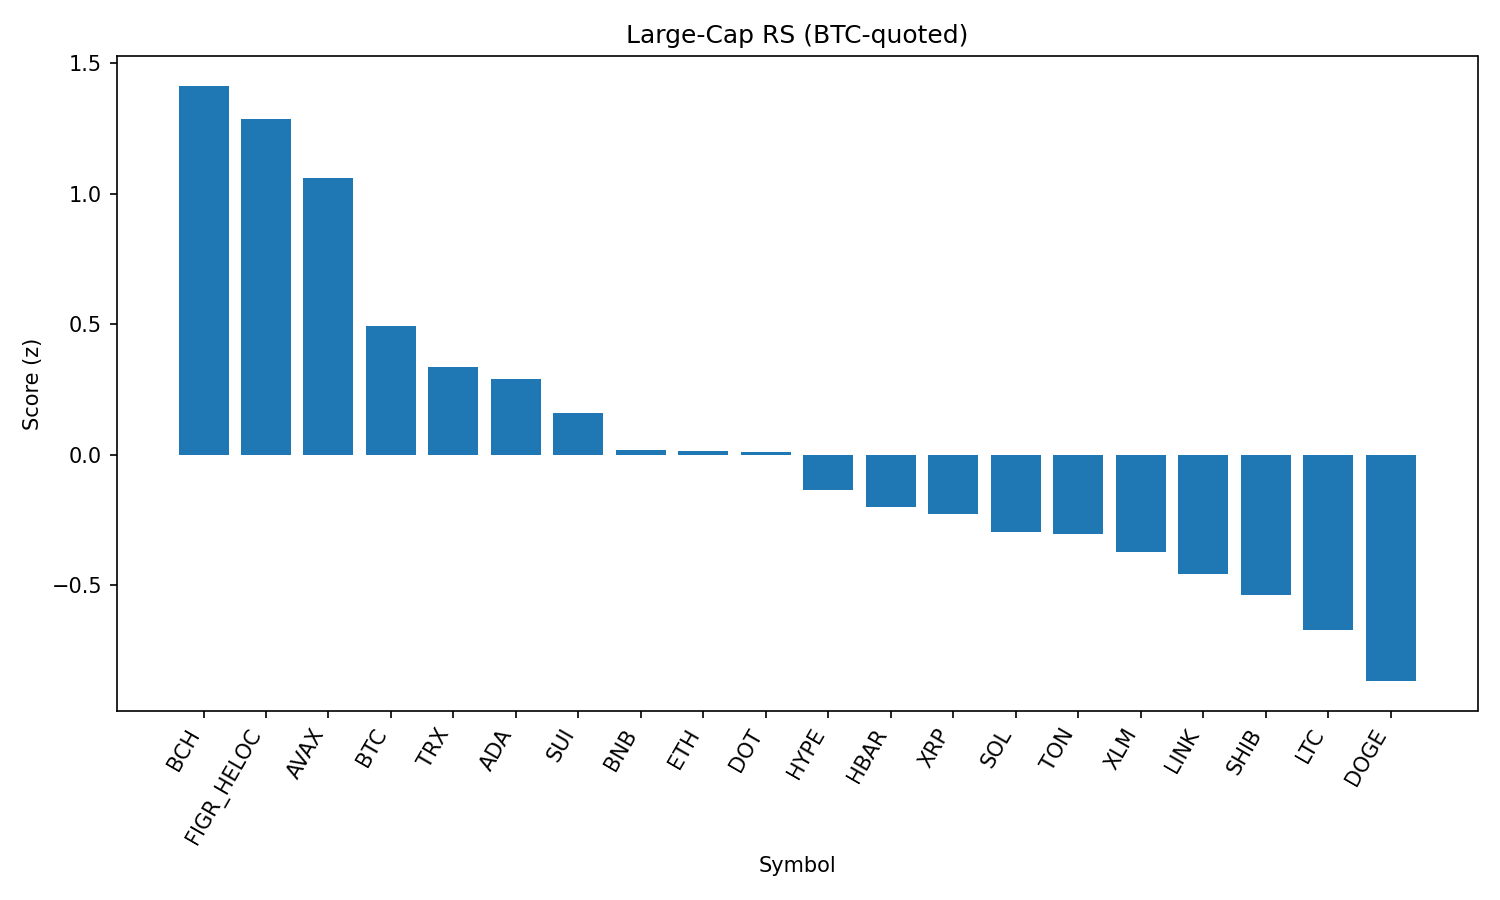 Large-Cap RS (BTC-quoted)
Score (z)
1.5
1.0
0.5
0.0
−0.5
BCH
FIGR_HELOC
AVAX
BTC
TRX
ADA
SUI
BNB
ETH
DOT
HYPE
HBAR
XRP
SOL
TON
XLM
LINK
SHIB
LTC
DOGE
Symbol